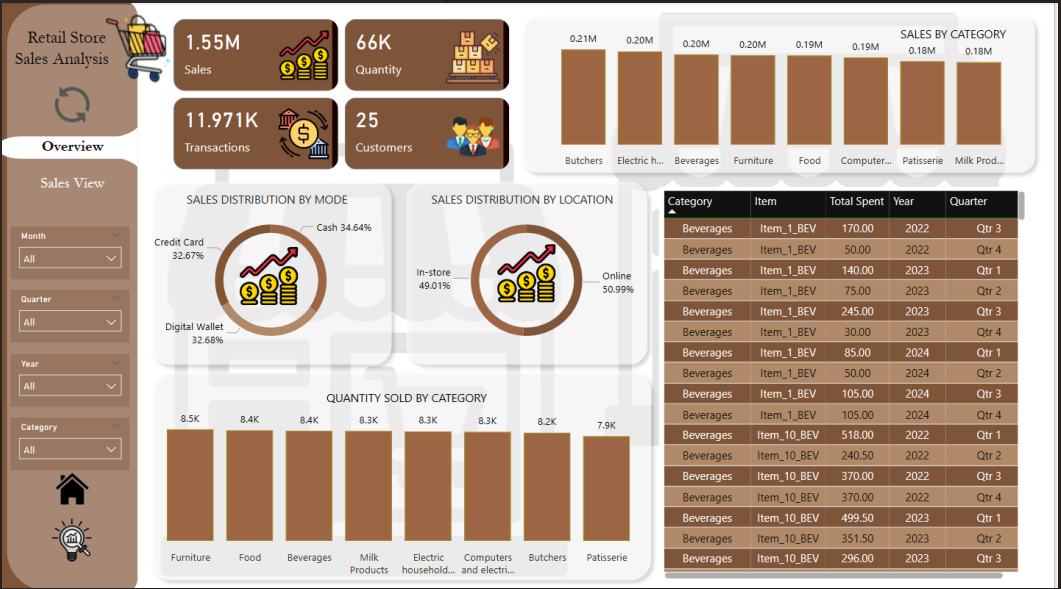 Retail Store
Sales Analysis
Overview
Sales View
Month
All
Quarter
All
Year
All
Category
All
1.55M
Sales
66K
Quantity
11.971K
Transactions
25
Customers
SALES BY CATEGORY
0.21M 0.20M 0.20M 0.20M 0.19M 0.19M 0.18M 0.18M
Butchers Electric h... Beverages Furniture Food Computer... Patisserie Milk Prod...
SALES DISTRIBUTION BY MODE
Cash 34.64%
Credit Card
32.67%
Digital Wallet
32.68%
SALES DISTRIBUTION BY LOCATION
In-store
49.01%
Online
50.99%
QUANTITY SOLD BY CATEGORY
8.5K 8.4K 8.4K 8.3K 8.3K 8.3K 8.2K 7.9K
Furniture Food Beverages Milk Products Electric household... Computers and electri... Butchers Patisserie
Category Item Total Spent Year Quarter
Beverages Item_1_BEV 170.00 2022 Qtr 3
Beverages Item_1_BEV 50.00 2022 Qtr 4
Beverages Item_1_BEV 140.00 2023 Qtr 1
Beverages Item_1_BEV 75.00 2023 Qtr 2
Beverages Item_1_BEV 245.00 2023 Qtr 3
Beverages Item_1_BEV 30.00 2023 Qtr 4
Beverages Item_1_BEV 85.00 2024 Qtr 1
Beverages Item_1_BEV 50.00 2024 Qtr 2
Beverages Item_1_BEV 105.00 2024 Qtr 3
Beverages Item_1_BEV 105.00 2024 Qtr 4
Beverages Item_10_BEV 518.00 2022 Qtr 1
Beverages Item_10_BEV 240.50 2022 Qtr 2
Beverages Item_10_BEV 370.00 2022 Qtr 3
Beverages Item_10_BEV 370.00 2022 Qtr 4
Beverages Item_10_BEV 499.50 2023 Qtr 1
Beverages Item_10_BEV 351.50 2023 Qtr 2
Beverages Item_10_BEV 296.00 2023 Qtr 3